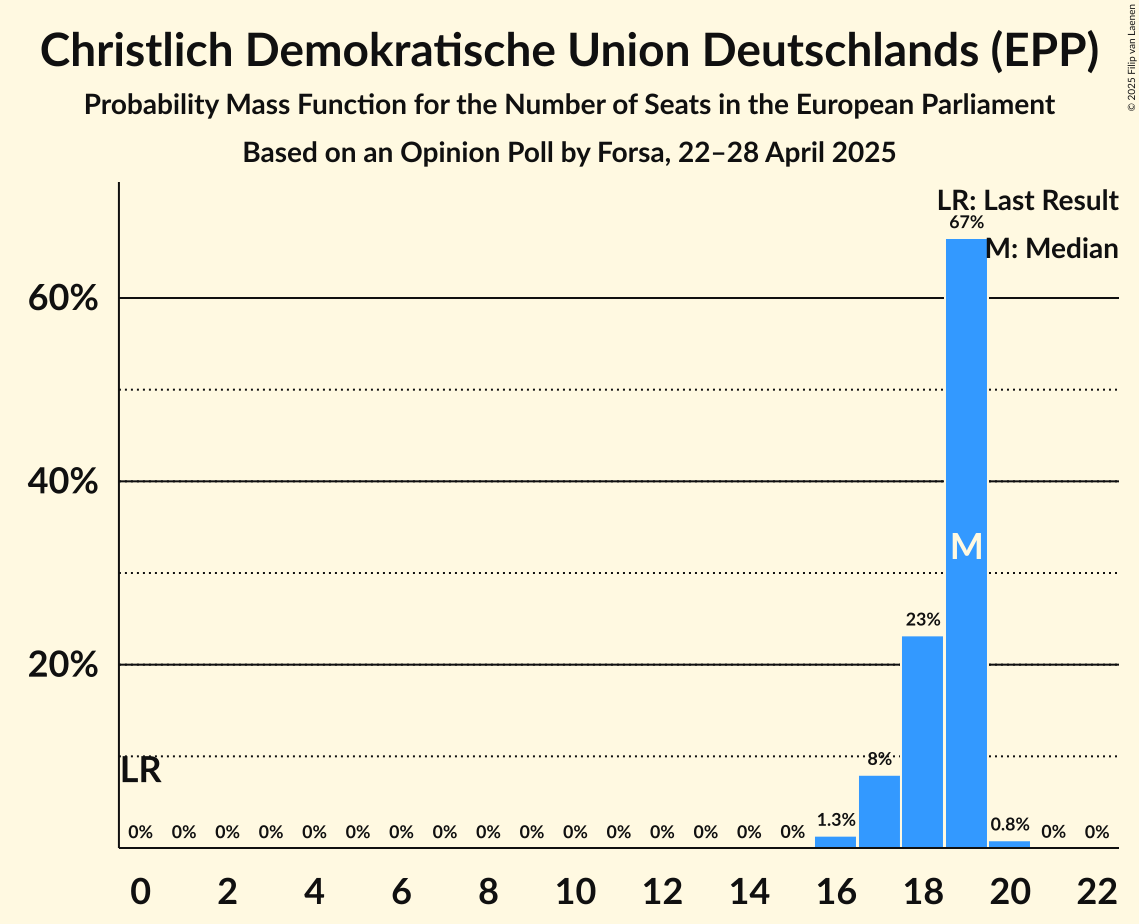 Christlich Demokratische Union Deutschlands (EPP)
Probability Mass Function for the Number of Seats in the European Parliament
Based on an Opinion Poll by Forsa, 22–28 April 2025
© 2025 Filip van Laenen
LR: Last Result
M: Median
67%
60%
40%
M
23%
20%
LR
8%
1.3%
0.8%
0% 0% 0% 0% 0% 0% 0% 0% 0% 0% 0% 0% 0% 0% 0% 0% 0% 0%
0 2 4 6 8 10 12 14 16 18 20 22